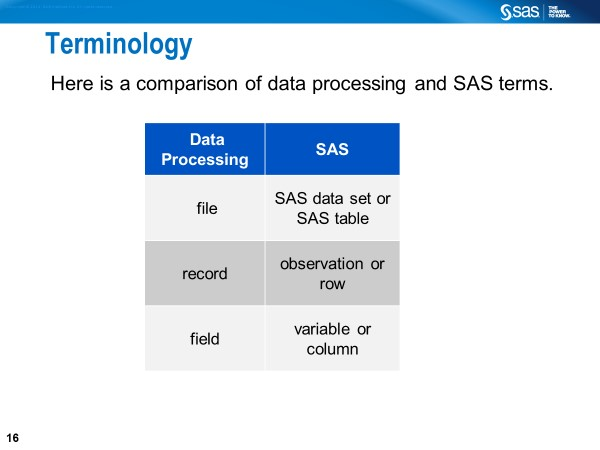 sas THE POWER TO KNOW.
Terminology
Here is a comparison of data processing and SAS terms.
Data Processing
SAS
file
SAS data set or SAS table
record
observation or row
field
variable or column
16